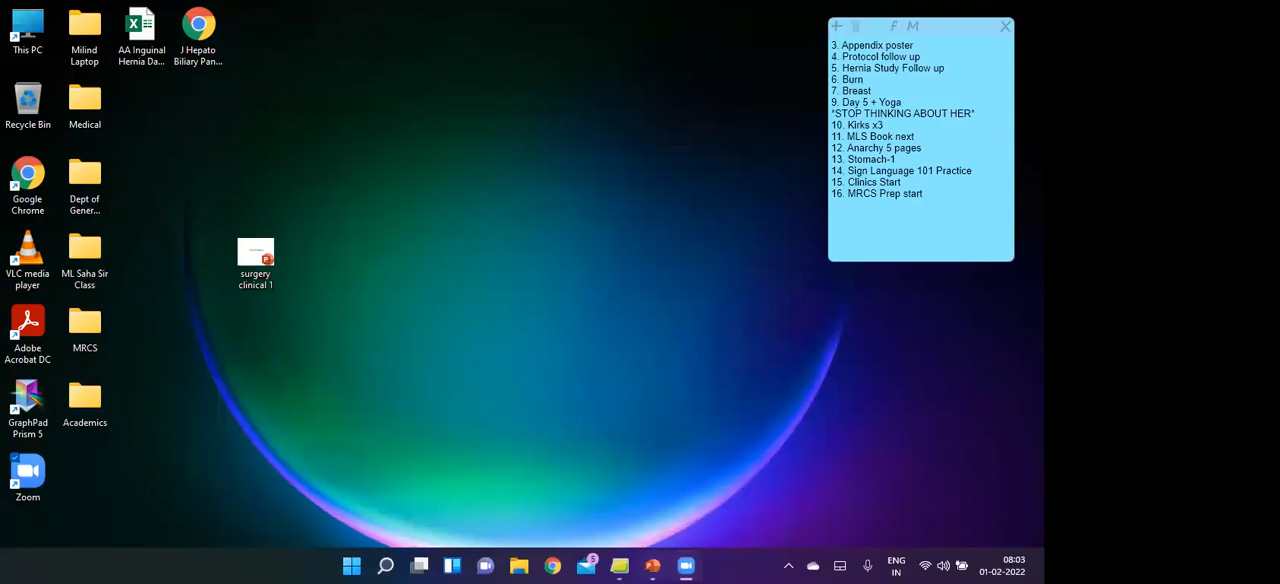 This PC
Milind
Laptop
AA Inguinal
Hernia Da...
J Hepato
Biliary Pan...
Recycle Bin
Medical
Google
Chrome
Dept of
Gener...
VLC media
player
ML Saha Sir
Class
Adobe
Acrobat DC
MRCS
GraphPad
Prism 5
Academics
Zoom
surgery
clinical 1
+ f M X
3. Appendix poster
4. Protocol follow up
5. Hernia Study Follow up
6. Burn
7. Breast
9. Day 5 + Yoga
*STOP THINKING ABOUT HER*
10. Kirks x3
11. MLS Book next
12. Anarchy 5 pages
13. Stomach-1
14. Sign Language 101 Practice
15. Clinics Start
16. MRCS Prep start
5
ENG
IN
08:03
01-02-2022